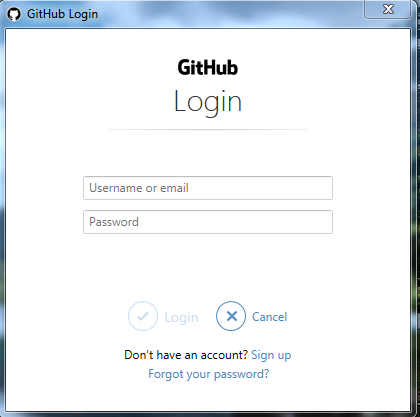 GitHub Login
GitHub
Login
Username or email
Password
Login Cancel
Don't have an account? Sign up
Forgot your password?